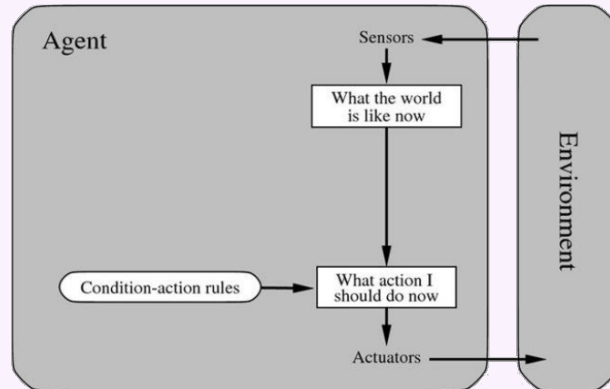 Agent
Sensors
What the world
is like now
Environment
Condition-action rules
What action I
should do now
Actuators